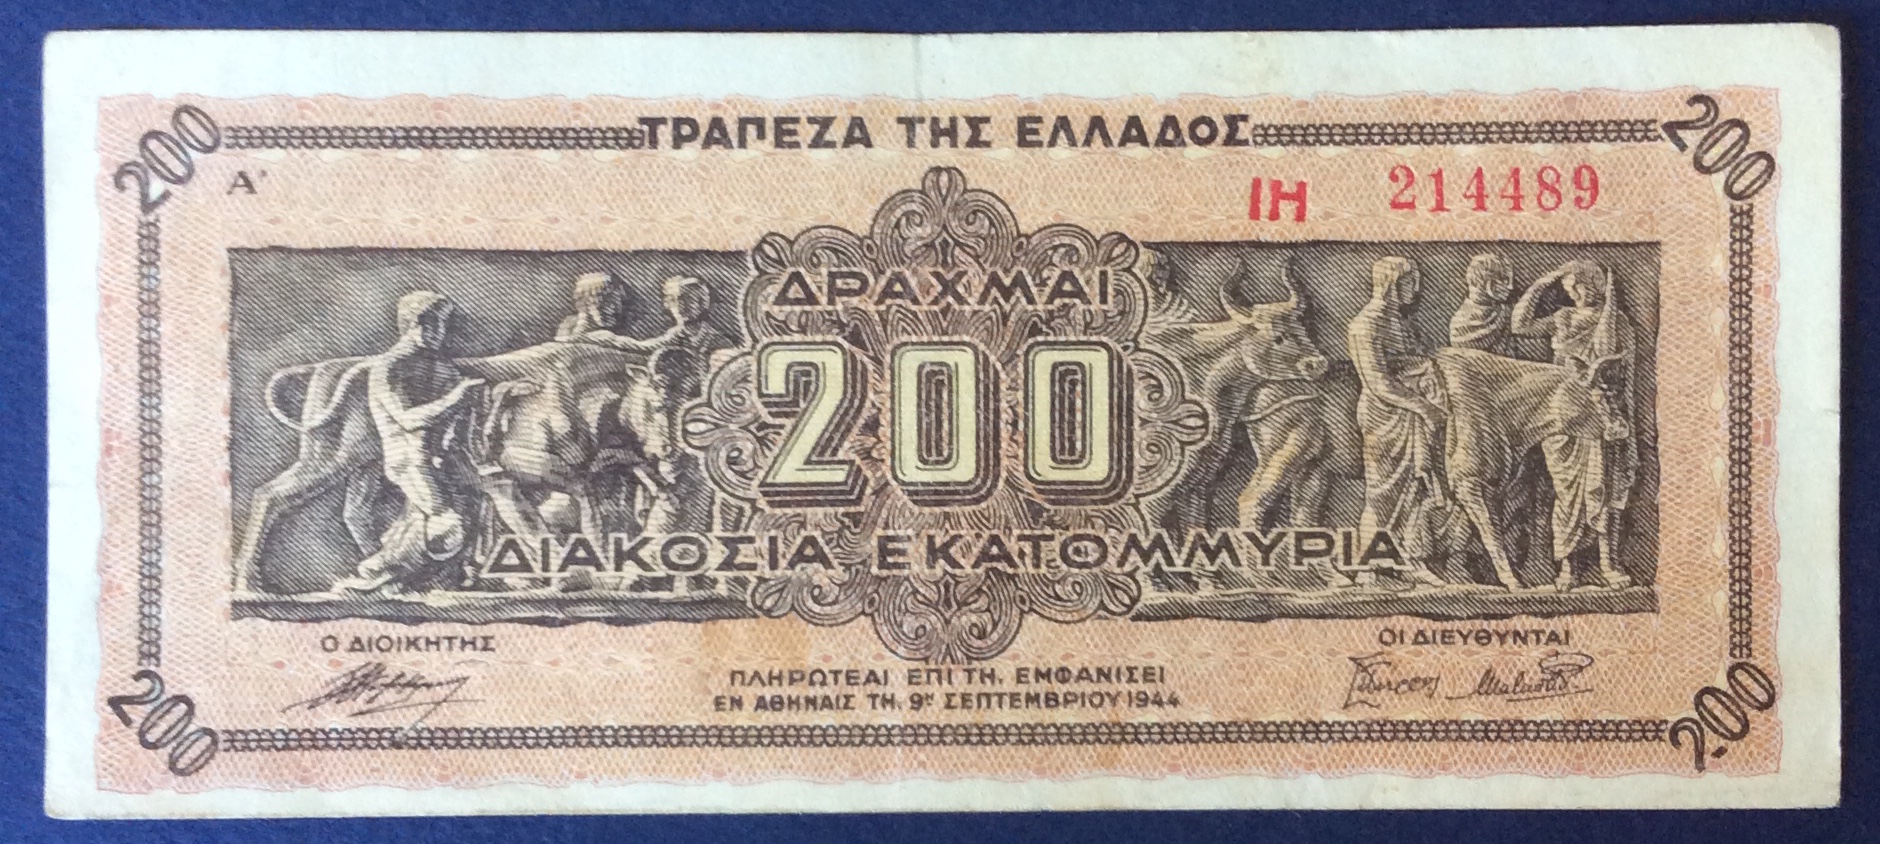 200 ΤΡΑΠΕΖΑ ΤΗΣ ΕΛΛΑΔΟΣ 200
Α' ΙΗ 214489
ΔΡΑΧΜΑΙ
200
ΔΙΑΚΟΣΙΑ ΕΚΑΤΟΜΜΥΡΙΑ
Ο ΔΙΟΙΚΗΤΗΣ ΟΙ ΔΙΕΥΘΥΝΤΑΙ
ΠΛΗΡΩΤΕΑΙ ΕΠΙ ΤΗ. ΕΜΦΑΝΙΣΕΙ
ΕΝ ΑΘΗΝΑΙΣ ΤΗ. 9ῃ ΣΕΠΤΕΜΒΡΙΟΥ 1944
200 200